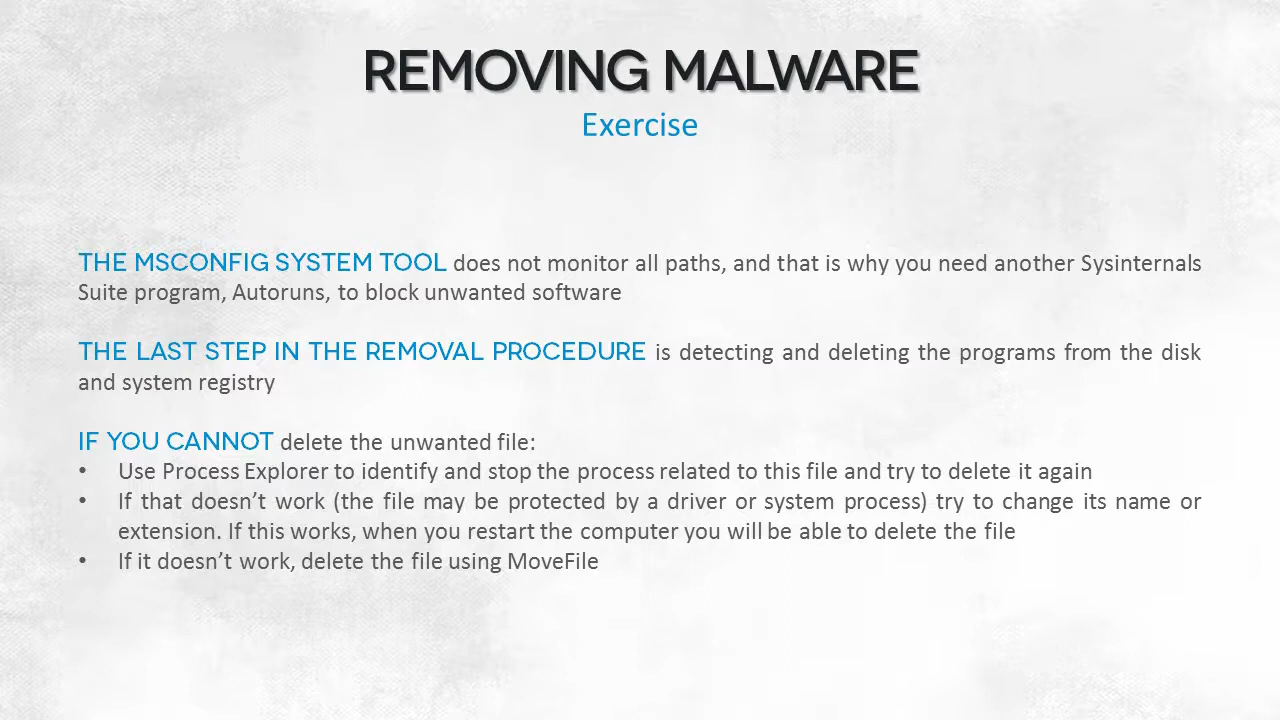 REMOVING MALWARE
Exercise
THE MSCONFIG SYSTEM TOOL does not monitor all paths, and that is why you need another Sysinternals
Suite program, Autoruns, to block unwanted software
THE LAST STEP IN THE REMOVAL PROCEDURE is detecting and deleting the programs from the disk
and system registry
IF YOU CANNOT delete the unwanted file:
• Use Process Explorer to identify and stop the process related to this file and try to delete it again
• If that doesn’t work (the file may be protected by a driver or system process) try to change its name or
extension. If this works, when you restart the computer you will be able to delete the file
• If it doesn’t work, delete the file using MoveFile